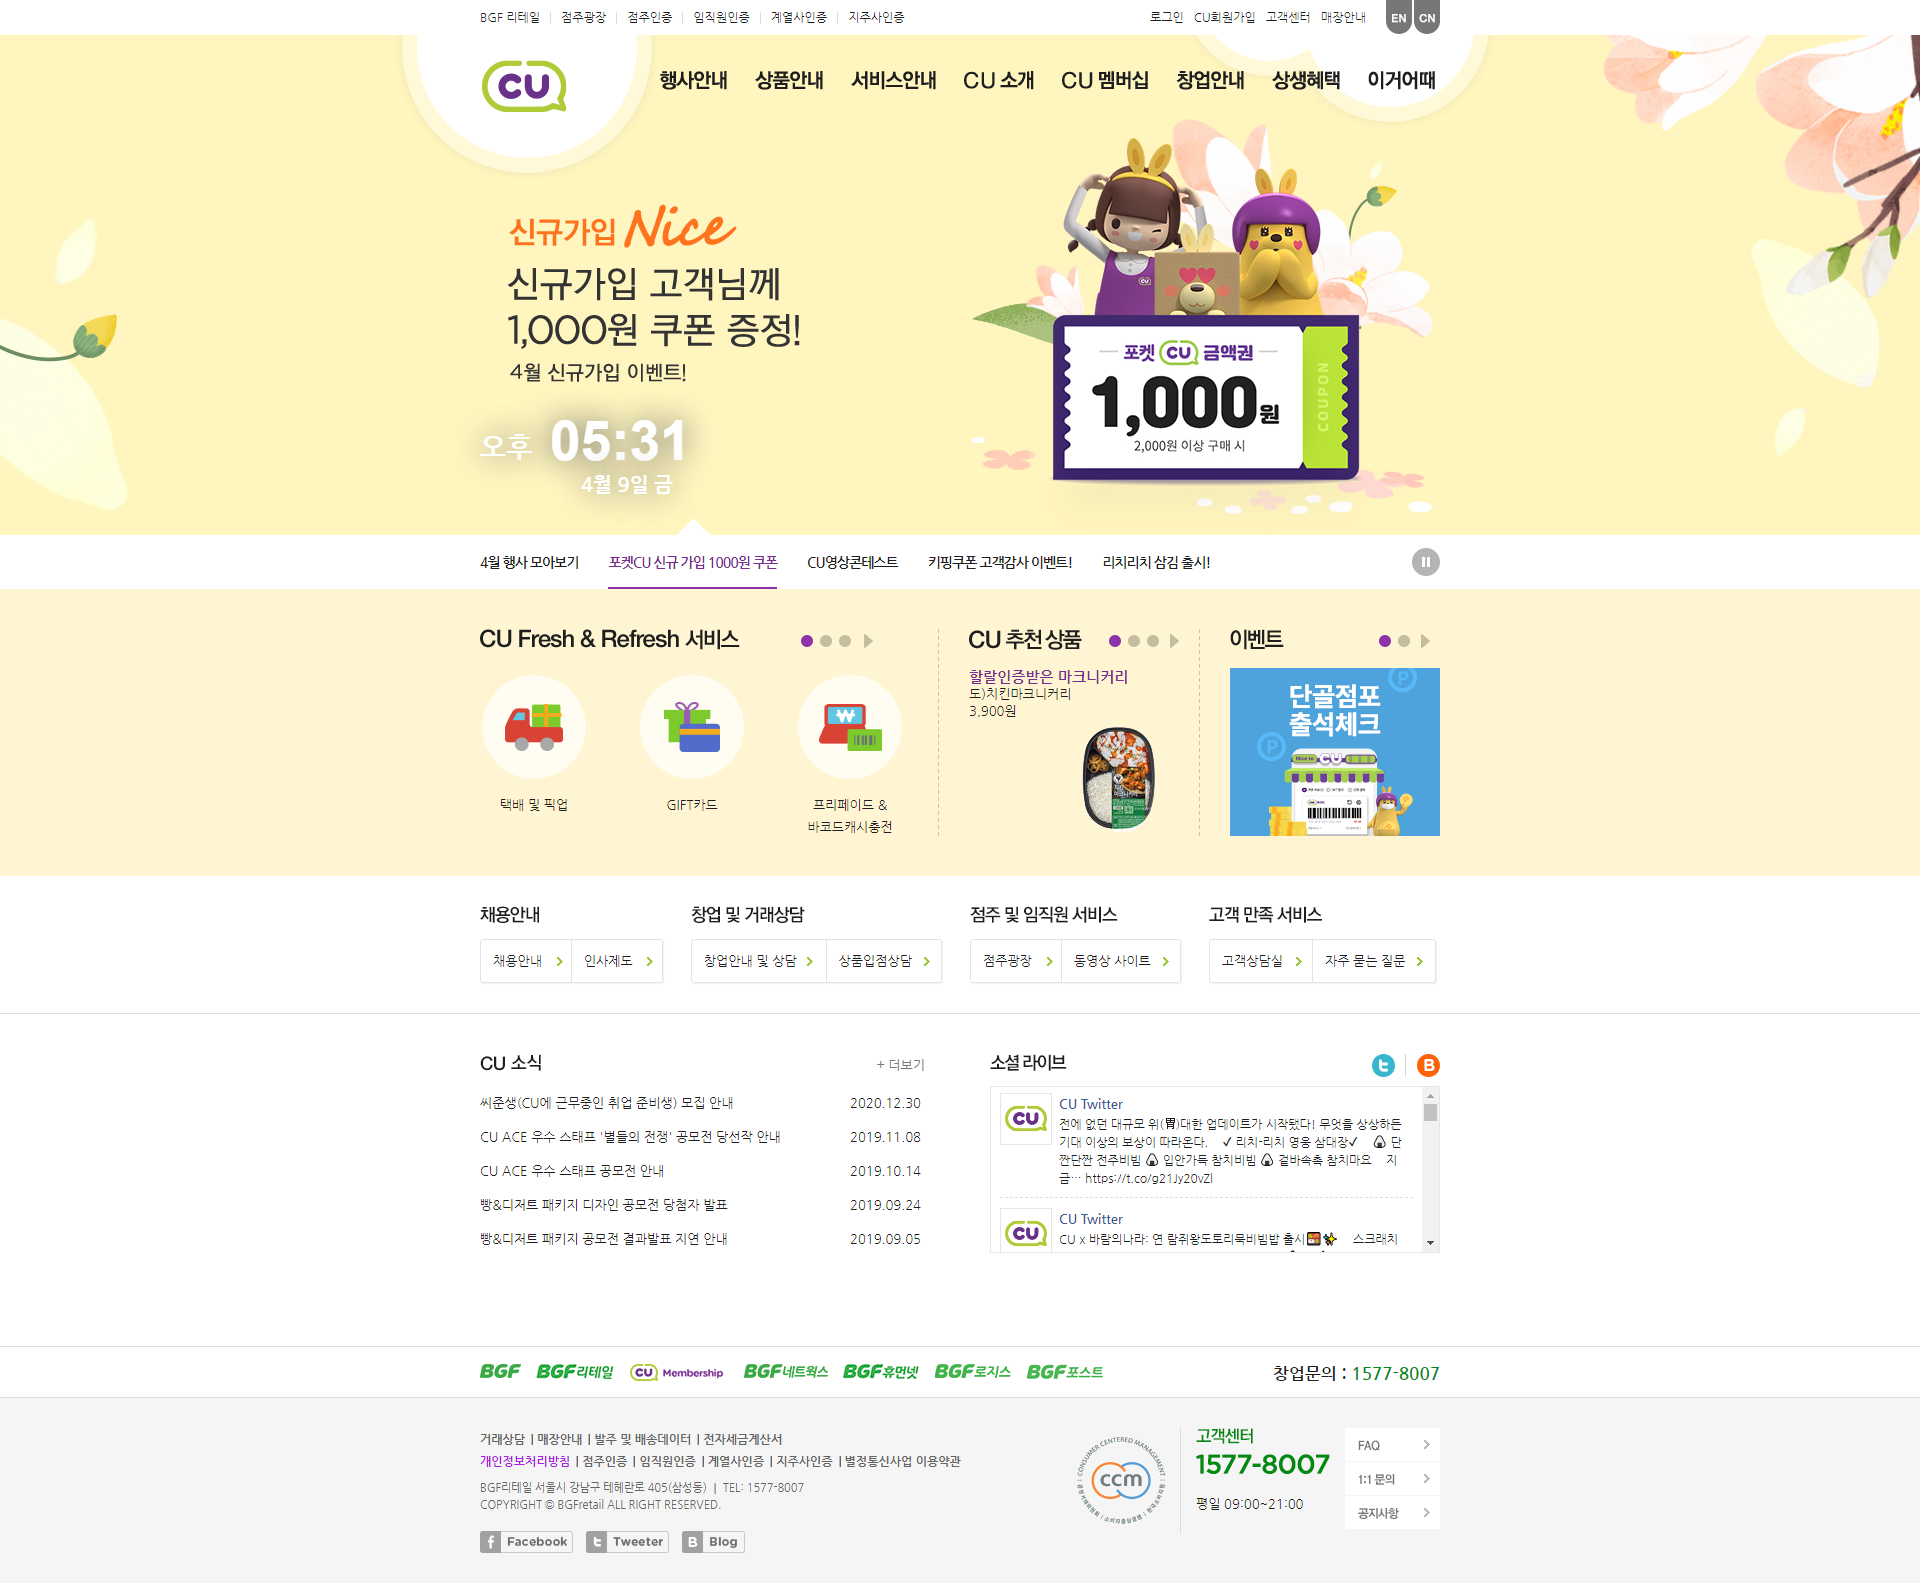 BGF 리테일 점주광장 점주인증 임직원인증 계열사인증 지주사인증
로그인 CU회원가입 고객센터 매장안내 EN CN
CU
행사안내 상품안내 서비스안내 CU 소개 CU 멤버십 창업안내 상생혜택 이거어때
신규가입 Nice
신규가입 고객님께
1,000원 쿠폰 증정!
4월 신규가입 이벤트!
오후 05:31
4월 9일 금
CU
포켓 CU 금액권
1,000원
2,000원 이상 구매 시
COUPON
4월 행사 모아보기 포켓CU 신규 가입 1000원 쿠폰 CU영상콘테스트 키핑쿠폰 고객감사 이벤트! 리치리치 삼김 출시!
CU Fresh & Refresh 서비스
택배 및 픽업
GIFT카드
프리페이드 &
바코드캐시충전
CU 추천 상품
할랄인증받은 마크니커리
도)치킨마크니커리
3,900원
이벤트
단골점포
출석체크
P
P
Nice to CU
채용안내
채용안내 인사제도
창업 및 거래상담
창업안내 및 상담 상품입점상담
점주 및 임직원 서비스
점주광장 동영상 사이트
고객 만족 서비스
고객상담실 자주 묻는 질문
CU 소식 + 더보기
씨준생(CU에 근무중인 취업 준비생) 모집 안내 2020.12.30
CU ACE 우수 스태프 '별들의 전쟁' 공모전 당선작 안내 2019.11.08
CU ACE 우수 스태프 공모전 안내 2019.10.14
빵&디저트 패키지 디자인 공모전 당첨자 발표 2019.09.24
빵&디저트 패키지 공모전 결과발표 지연 안내 2019.09.05
소셜 라이브
CU
CU Twitter
전에 없던 대규모 위(胃)대한 업데이트가 시작됐다! 무엇을 상상하든
기대 이상의 보상이 따라온다. ✓ 리치-리치 영웅 삼대장✓ 🍙 단
짠단짠 전주비빔 🍙 입안가득 참치비빔 🍙 겉바속촉 참치마요 지
금… https://t.co/g21Jy20vZl
CU
CU Twitter
CU x 바람의나라: 연 람쥐왕도토리묵비빔밥 출시🍱✨ 스크래치
BGF BGF리테일 CU Membership BGF네트웍스 BGF휴먼넷 BGF로지스 BGF포스트
창업문의 : 1577-8007
거래상담 | 매장안내 | 발주 및 배송데이터 | 전자세금계산서
개인정보처리방침 | 점주인증 | 임직원인증 | 계열사인증 | 지주사인증 | 별정통신사업 이용약관
BGF리테일 서울시 강남구 테헤란로 405(삼성동) | TEL: 1577-8007
COPYRIGHT © BGFretail ALL RIGHT RESERVED.
Facebook Tweeter Blog
CONSUMER CENTERED MANAGEMENT
ccm
고객센터
1577-8007
평일 09:00~21:00
FAQ
1:1 문의
공지사항